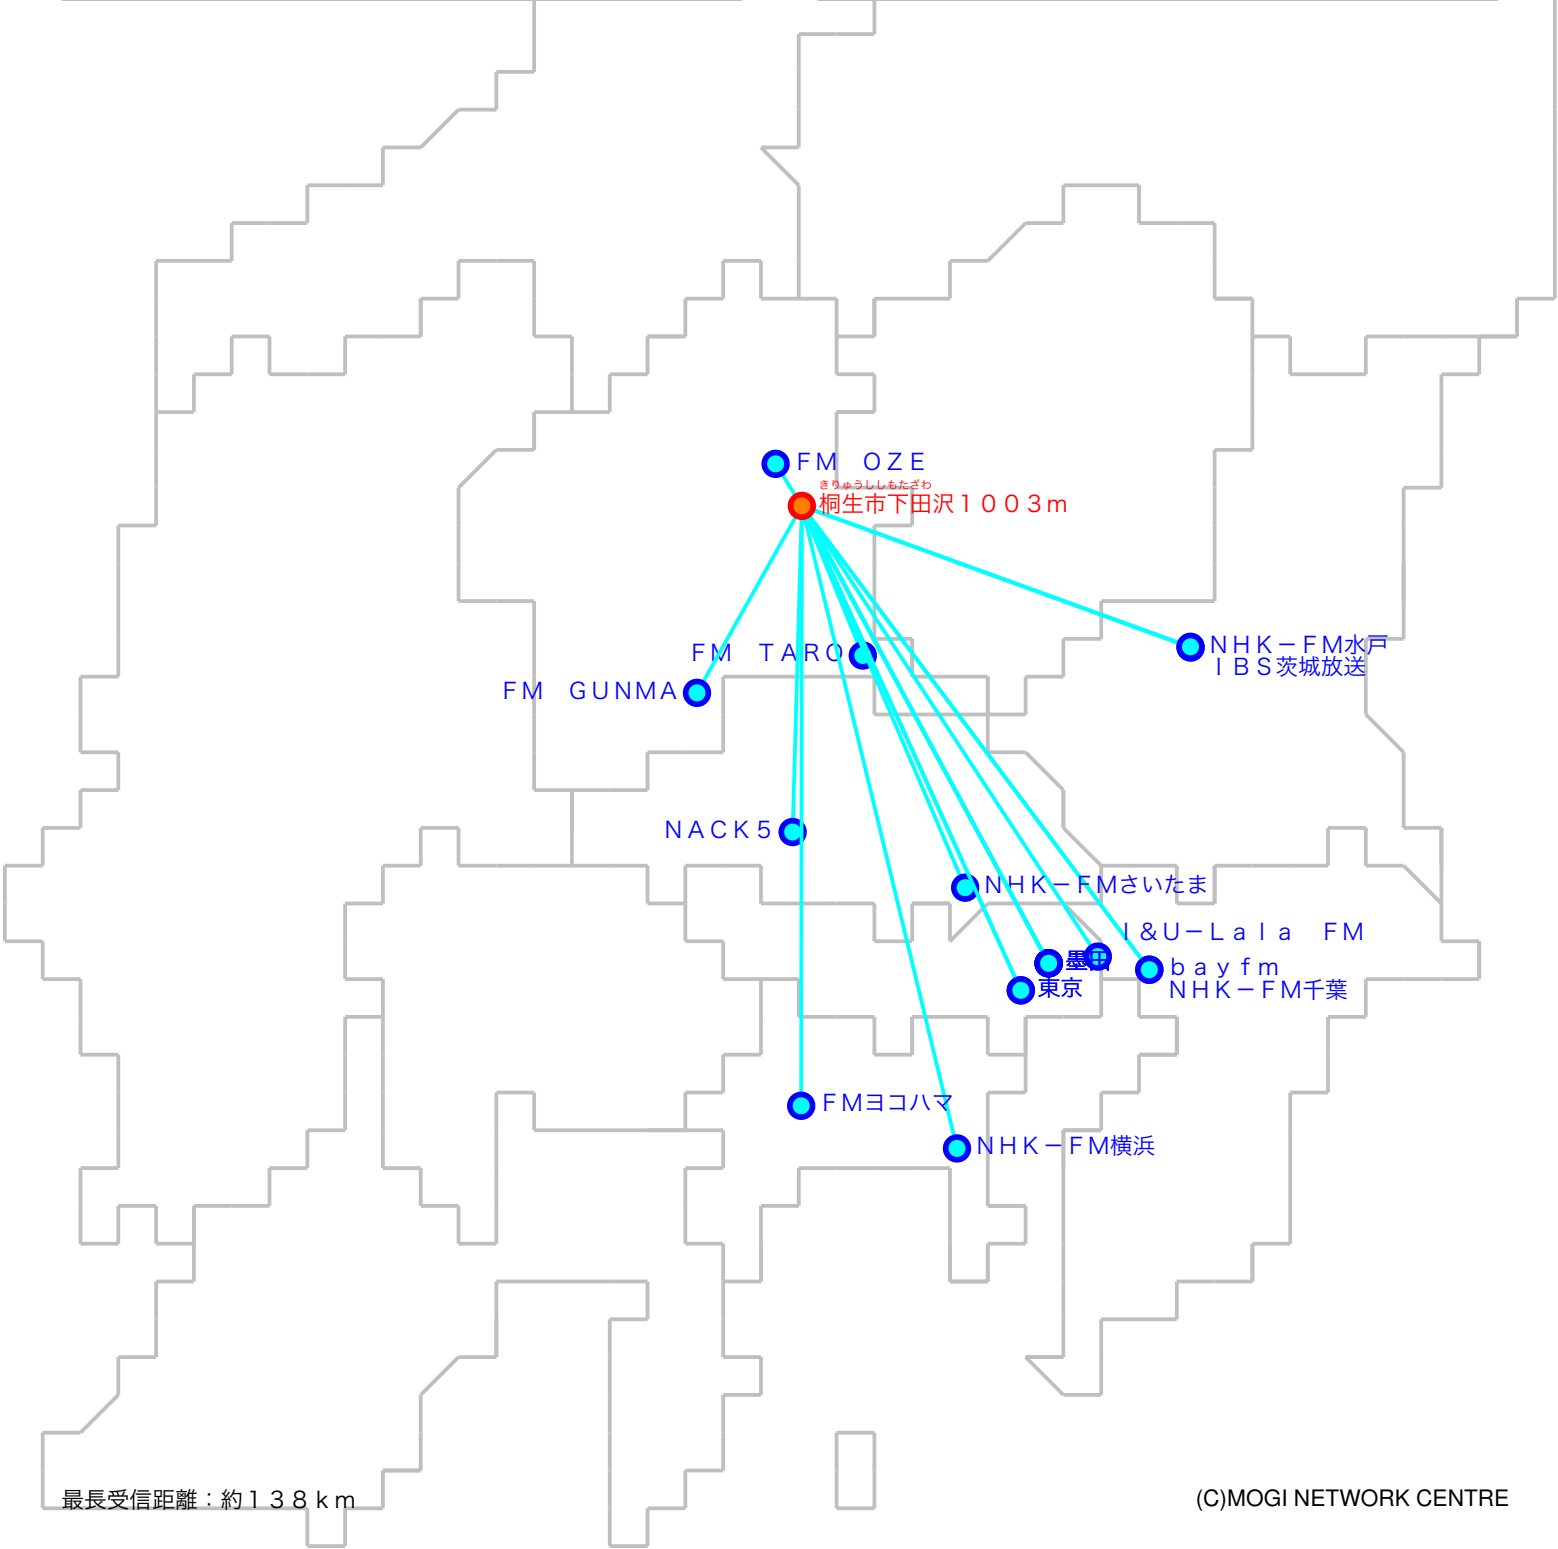 ＦＭ　ＯＺＥ
きりゅうししもたざわ
桐生市下田沢１００３ｍ
ＮＨＫ－ＦＭ水戸
ＩＢＳ茨城放送
ＦＭ　ＴＡＲＯ
ＦＭ　ＧＵＮＭＡ
ＮＡＣＫ５
ＮＨＫ－ＦＭさいたま
Ｉ＆Ｕ－ＬａＬａ　ＦＭ
墨田
ｂａｙｆｍ
東京
ＮＨＫ－ＦＭ千葉
ＦＭヨコハマ
ＮＨＫ－ＦＭ横浜
最長受信距離：約１３８ｋｍ
(C)MOGI NETWORK CENTRE